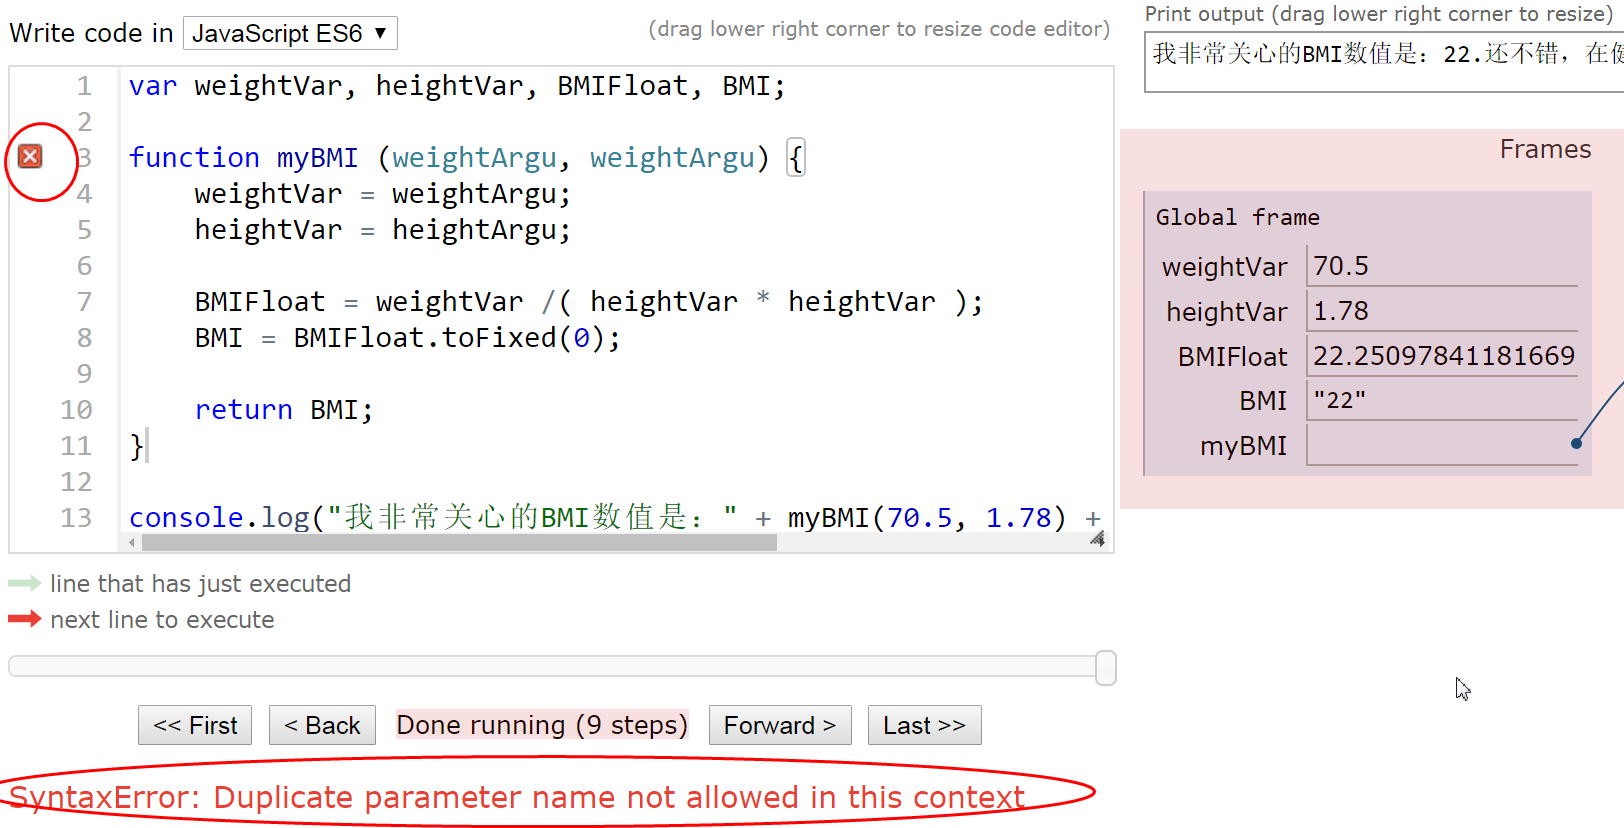 Write code in JavaScript ES6
(drag lower right corner to resize code editor)
1 var weightVar, heightVar, BMIFloat, BMI;
2
3 function myBMI (weightArgu, weightArgu) {
4 weightVar = weightArgu;
5 heightVar = heightArgu;
6
7 BMIFloat = weightVar /( heightVar * heightVar );
8 BMI = BMIFloat.toFixed(0);
9
10 return BMI;
11 }
12
13 console.log("我非常关心的BMI数值是：" + myBMI(70.5, 1.78) +
line that has just executed
next line to execute
<< First < Back Done running (9 steps) Forward > Last >>
SyntaxError: Duplicate parameter name not allowed in this context
Print output (drag lower right corner to resize)
我非常关心的BMI数值是：22.还不错，在健
Frames
Global frame
weightVar 70.5
heightVar 1.78
BMIFloat 22.25097841181669
BMI "22"
myBMI